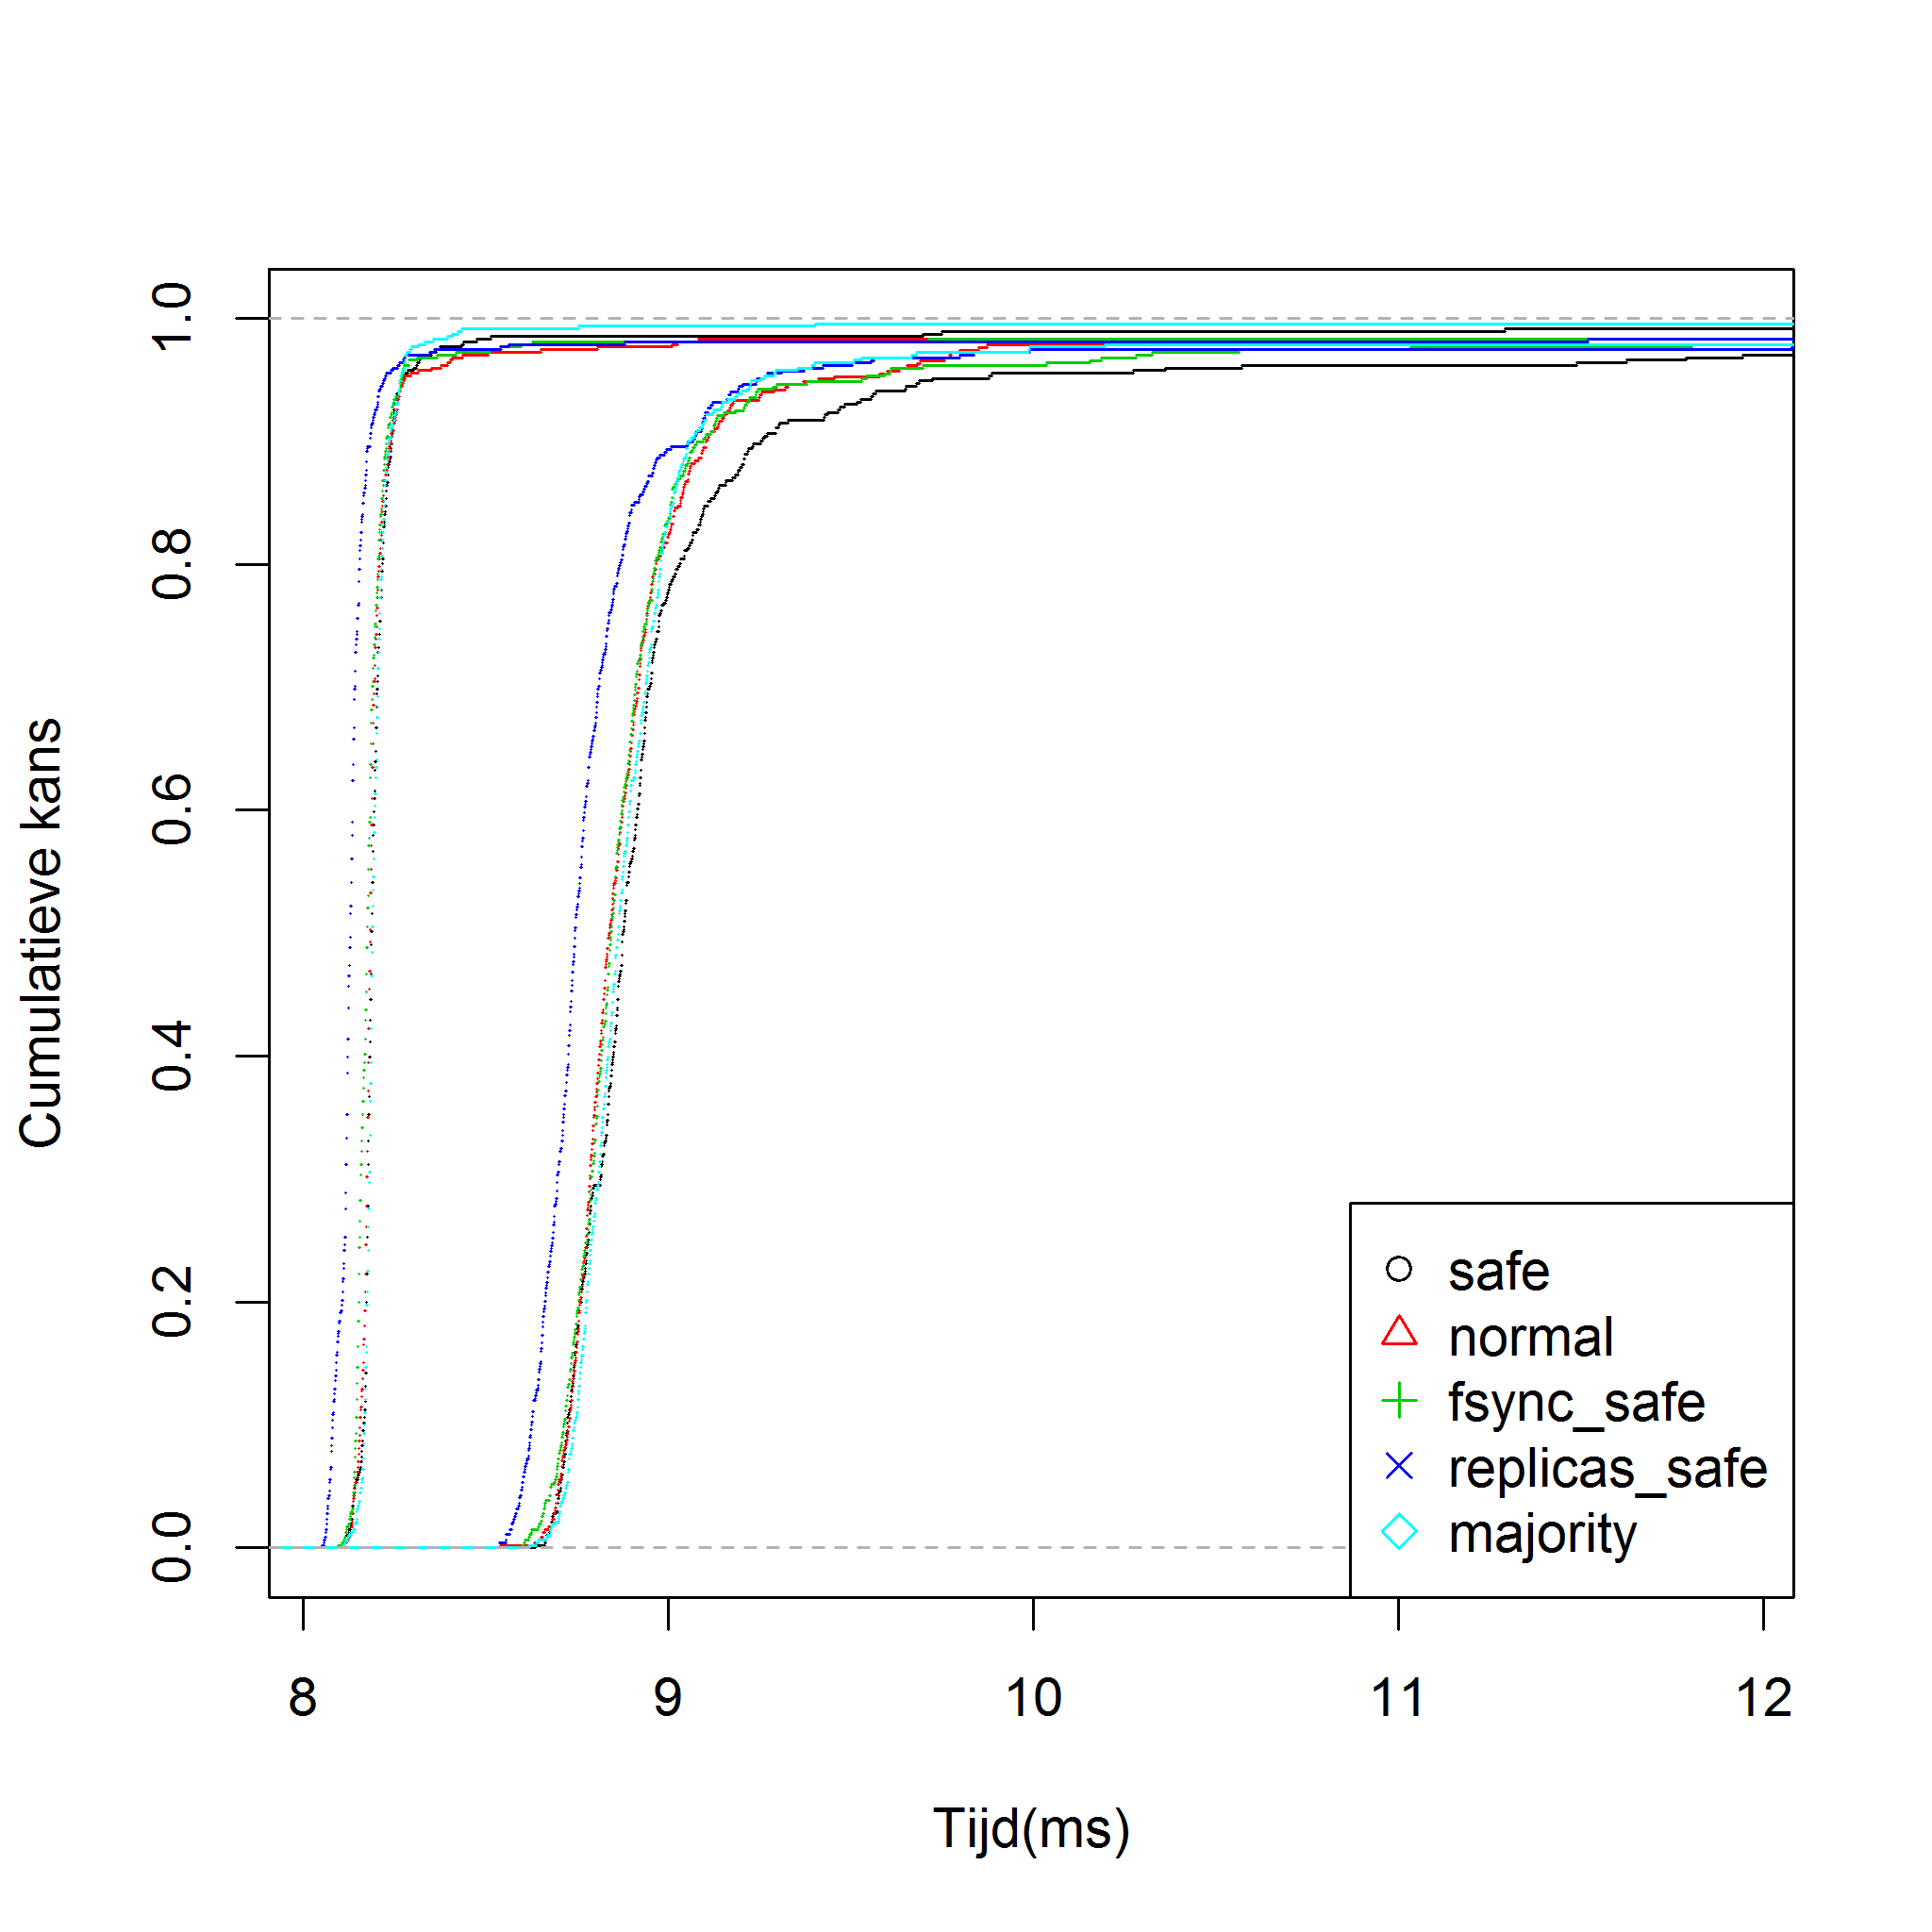 Cumulatieve kans
1.0
0.8
0.6
0.4
0.2
0.0
safe
normal
fsync_safe
replicas_safe
majority
8 9 10 11 12
Tijd(ms)